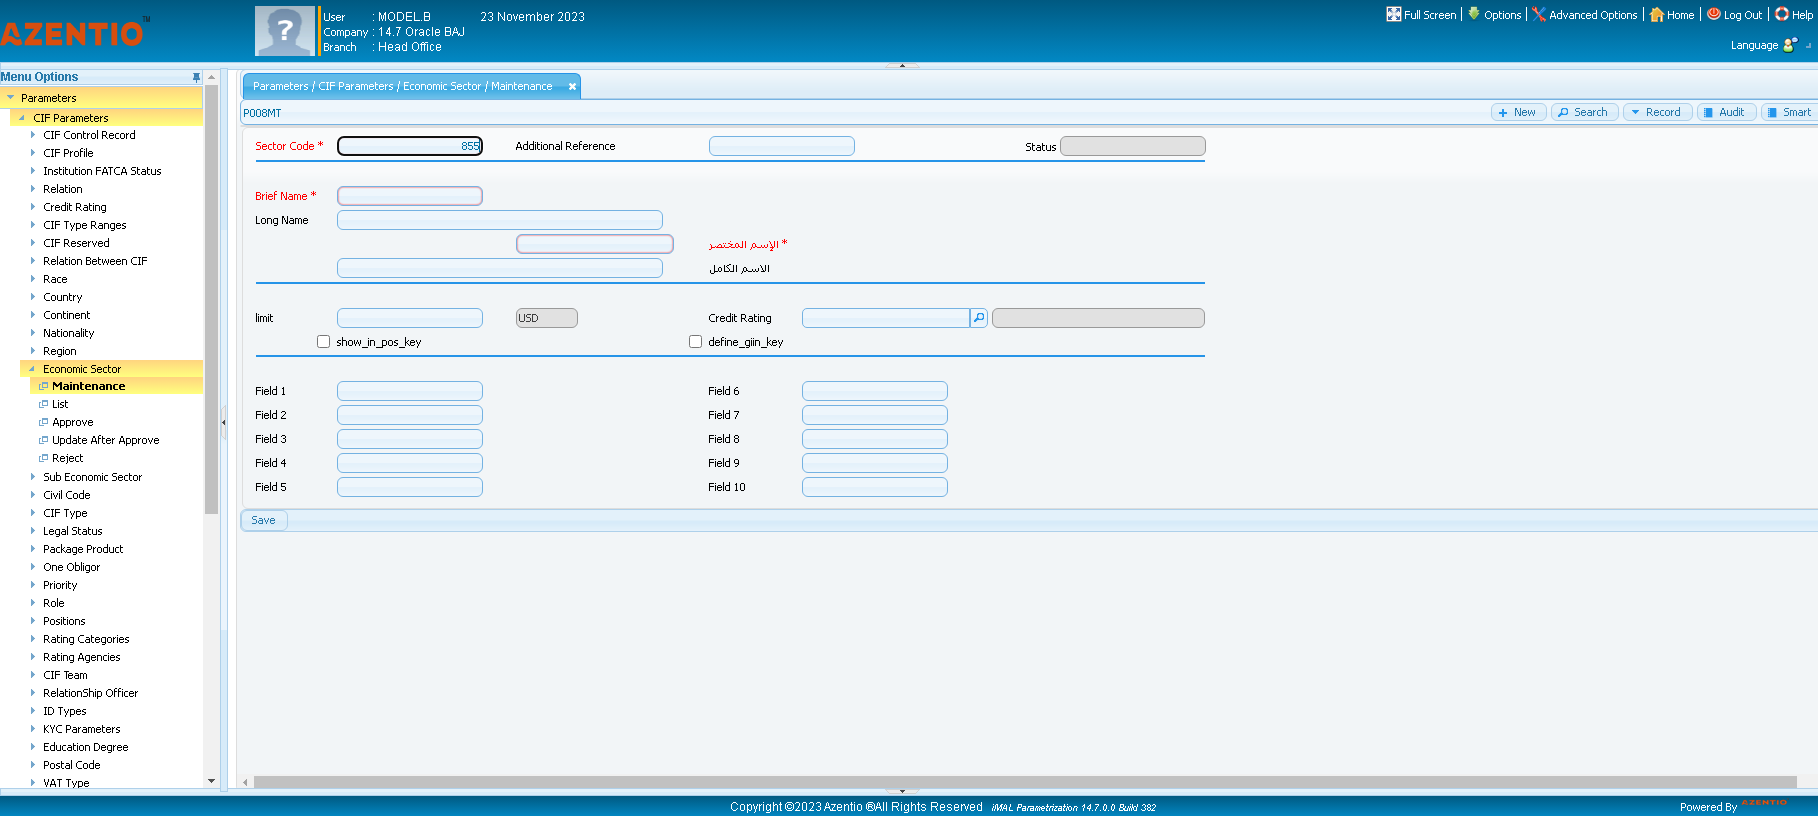 AZENTIO™
User : MODEL.B 23 November 2023
Company : 14.7 Oracle BAJ
Branch : Head Office
Full Screen Options Advanced Options Home Log Out Help
Language
Menu Options
Parameters
CIF Parameters
CIF Control Record
CIF Profile
Institution FATCA Status
Relation
Credit Rating
CIF Type Ranges
CIF Reserved
Relation Between CIF
Race
Country
Continent
Nationality
Region
Economic Sector
Maintenance
List
Approve
Update After Approve
Reject
Sub Economic Sector
Civil Code
CIF Type
Legal Status
Package Product
One Obligor
Priority
Role
Positions
Rating Categories
Rating Agencies
CIF Team
RelationShip Officer
ID Types
KYC Parameters
Education Degree
Postal Code
VAT Type
Parameters / CIF Parameters / Economic Sector / Maintenance
P008MT
New Search Record Audit Smart
Sector Code * 855 Additional Reference Status
Brief Name *
Long Name
الإسم المختصر *
الاسم الكامل
limit USD Credit Rating
show_in_pos_key define_giin_key
Field 1 Field 6
Field 2 Field 7
Field 3 Field 8
Field 4 Field 9
Field 5 Field 10
Save
Copyright ©2023 Azentio ®All Rights Reserved iMAL Parametrization 14.7.0.0 Build 382
Powered By AZENTIO